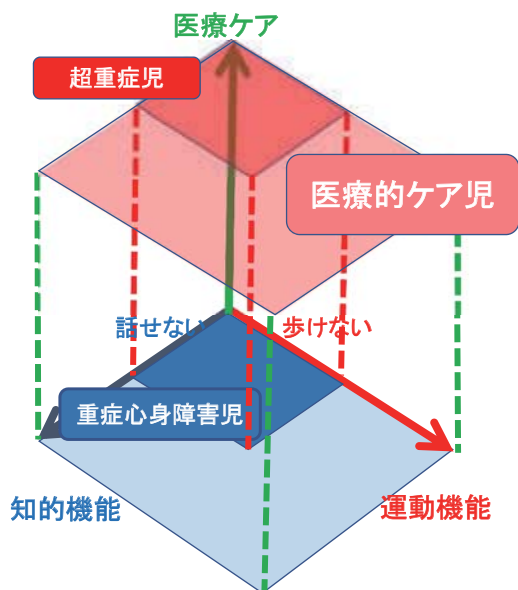 医療ケア
超重症児
医療的ケア児
話せない
歩けない
重症心身障害児
知的機能
運動機能